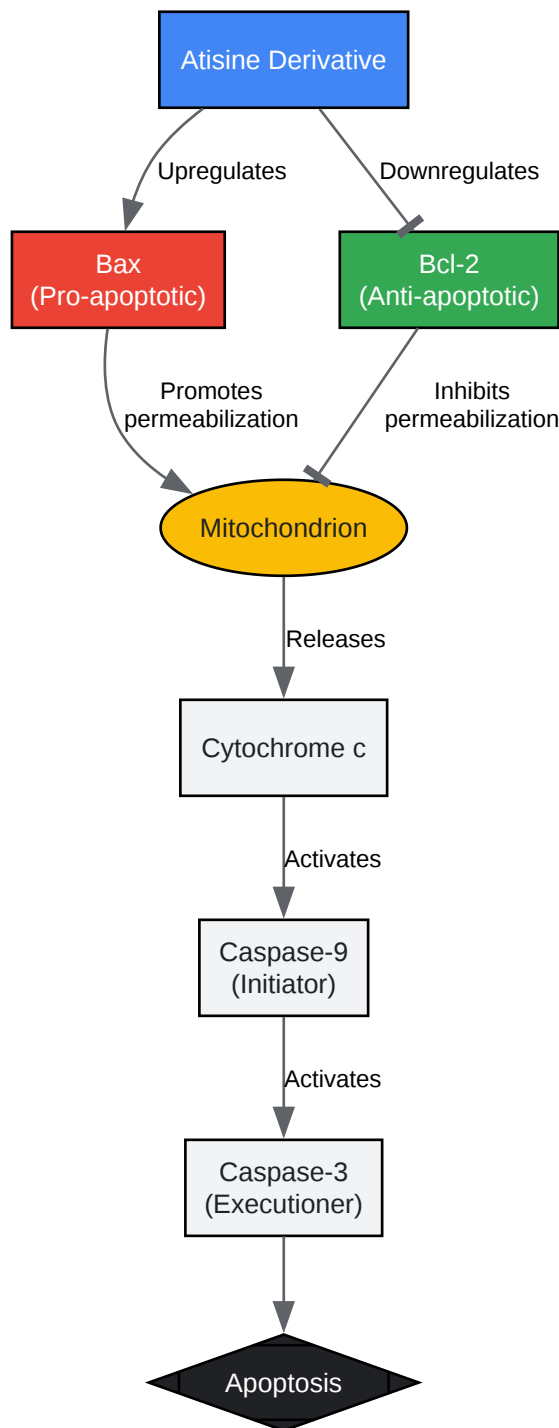 Atisine Derivative
Upregulates
Downregulates
Bax
(Pro-apoptotic)
Bcl-2
(Anti-apoptotic)
Promotes
permeabilization
Inhibits
permeabilization
Mitochondrion
Releases
Cytochrome c
Activates
Caspase-9
(Initiator)
Activates
Caspase-3
(Executioner)
Apoptosis